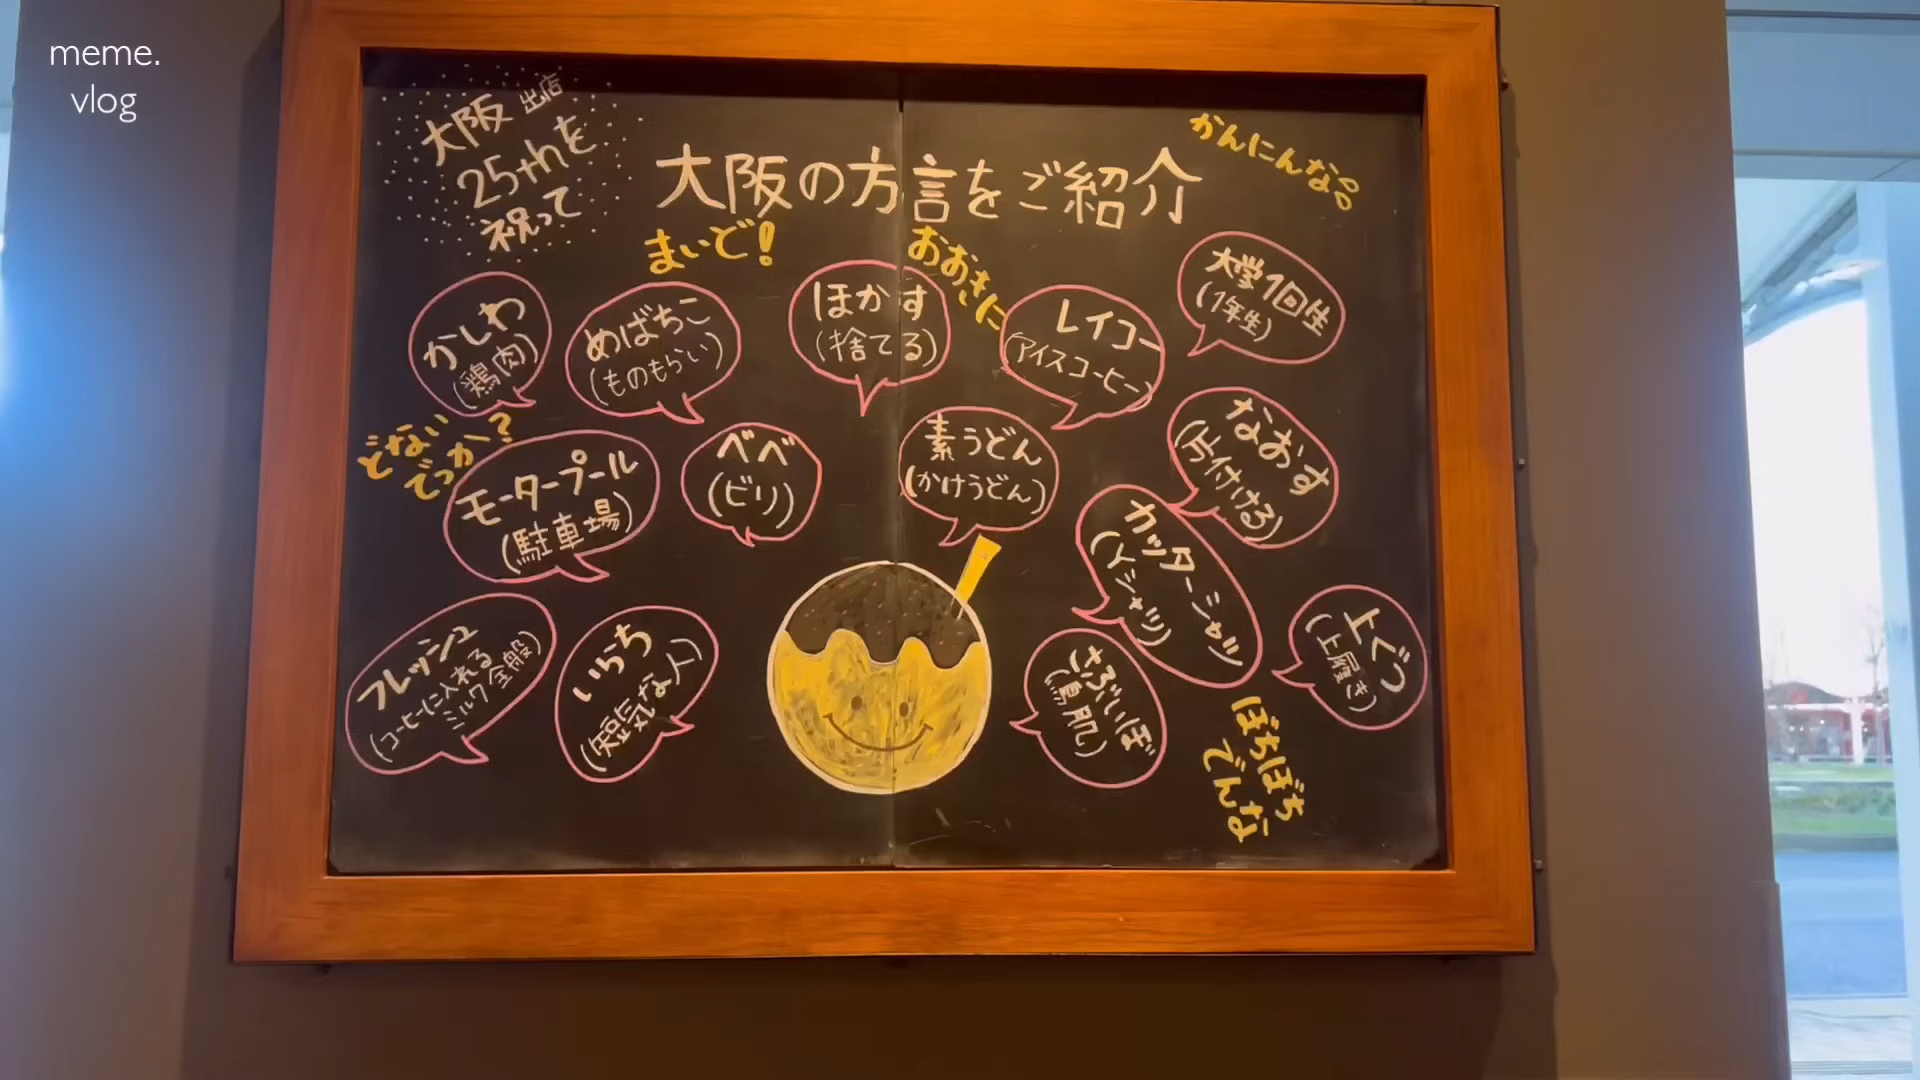 meme.
vlog
大阪 出店
25thを
祝って
大阪の方言をご紹介
かんにんな。
まいど!
おおきに
かしわ
(鶏肉)
めばちこ
(ものもらい)
ほかす
(捨てる)
レイコー
(アイスコーヒー)
大学1回生
(1年生)
どない
でっか?
モータープール
(駐車場)
べべ
(ビリ)
素うどん
(かけうどん)
なおす
(片付ける)
カッターシャツ
(Yシャツ)
フレッシュ
(コーヒーに入れる
ミルク全般)
いらち
(短気な人)
さぶいぼ
(鳥肌)
上ぐつ
(上履き)
ぼちぼち
でんな